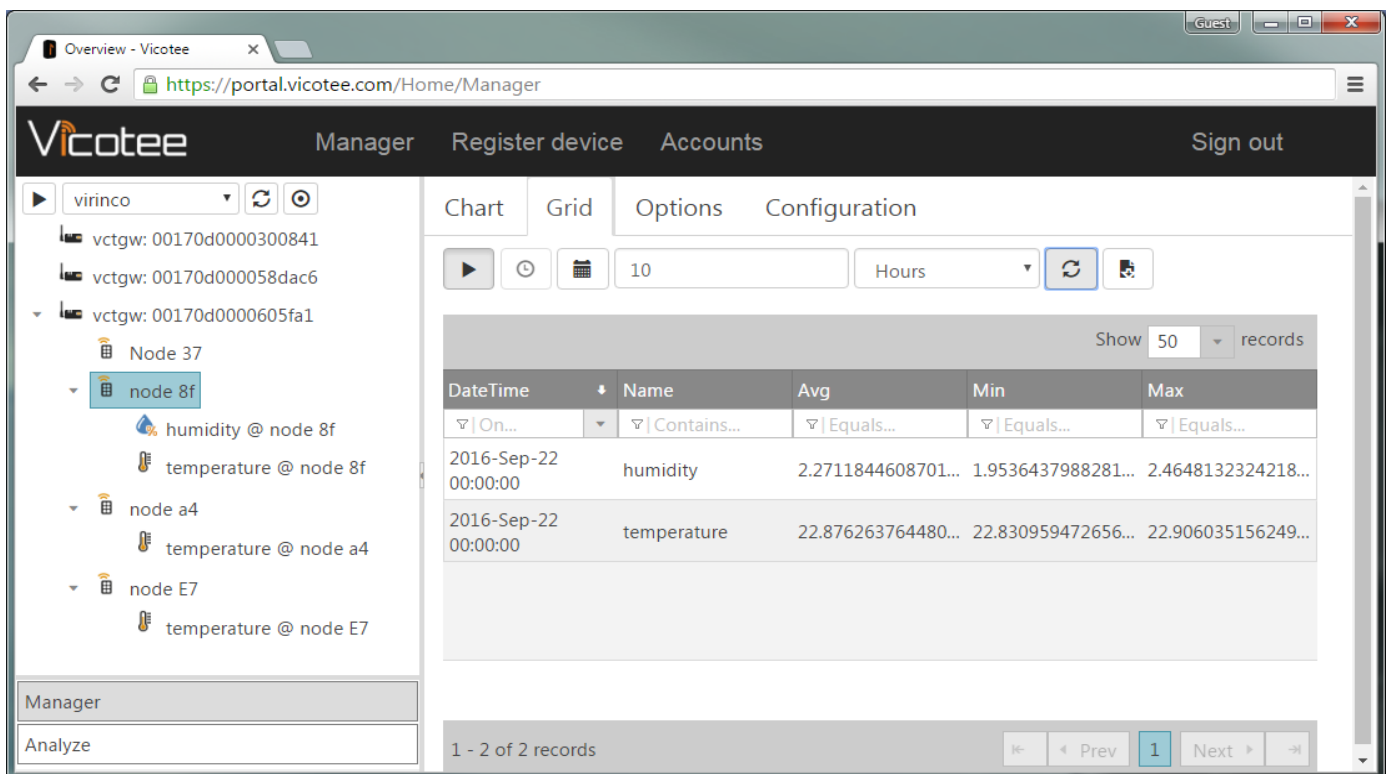 Guest
Overview - Vicotee
https://portal.vicotee.com/Home/Manager
Vicotee Manager Register device Accounts Sign out
virinco
vctgw: 00170d0000300841
vctgw: 00170d000058dac6
vctgw: 00170d0000605fa1
Node 37
node 8f
humidity @ node 8f
temperature @ node 8f
node a4
temperature @ node a4
node E7
temperature @ node E7
Manager
Analyze
Chart Grid Options Configuration
10 Hours
Show 50 records
DateTime Name Avg Min Max
On... Contains... Equals... Equals... Equals...
2016-Sep-22
00:00:00 humidity 2.2711844608701... 1.9536437988281... 2.4648132324218...
2016-Sep-22
00:00:00 temperature 22.876263764480... 22.830959472656... 22.906035156249...
1 - 2 of 2 records Prev 1 Next